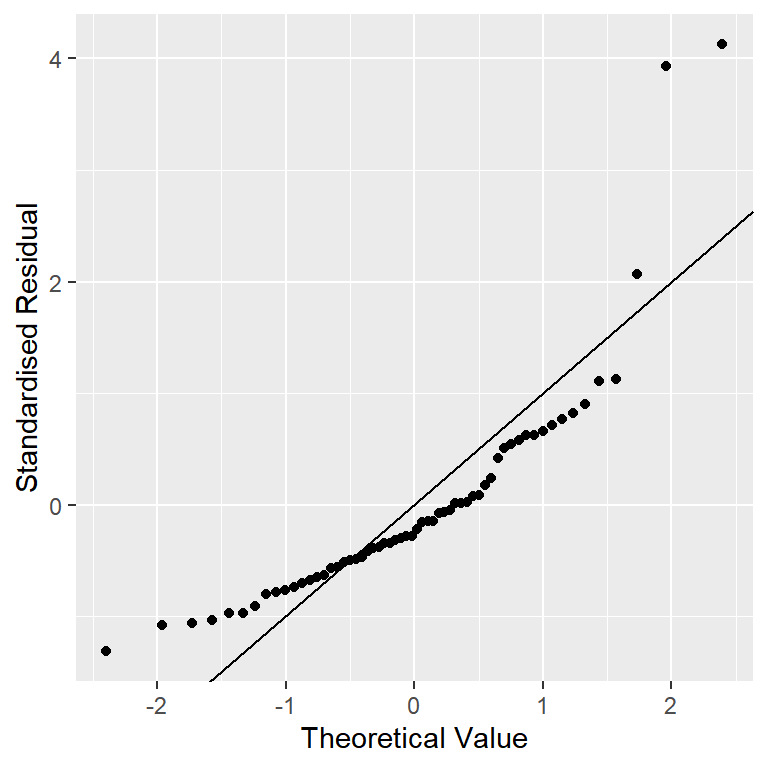 Standardised Residual
4
2
0
-2 -1 0 1 2
Theoretical Value